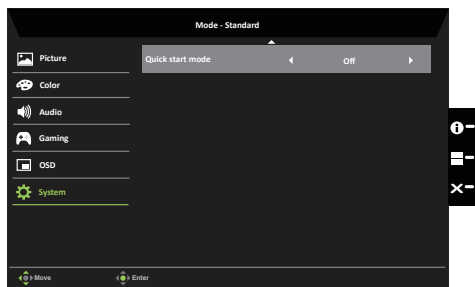 Mode - Standard
Picture
Quick start mode Off
Color
Audio
Gaming
OSD
System
Move Enter